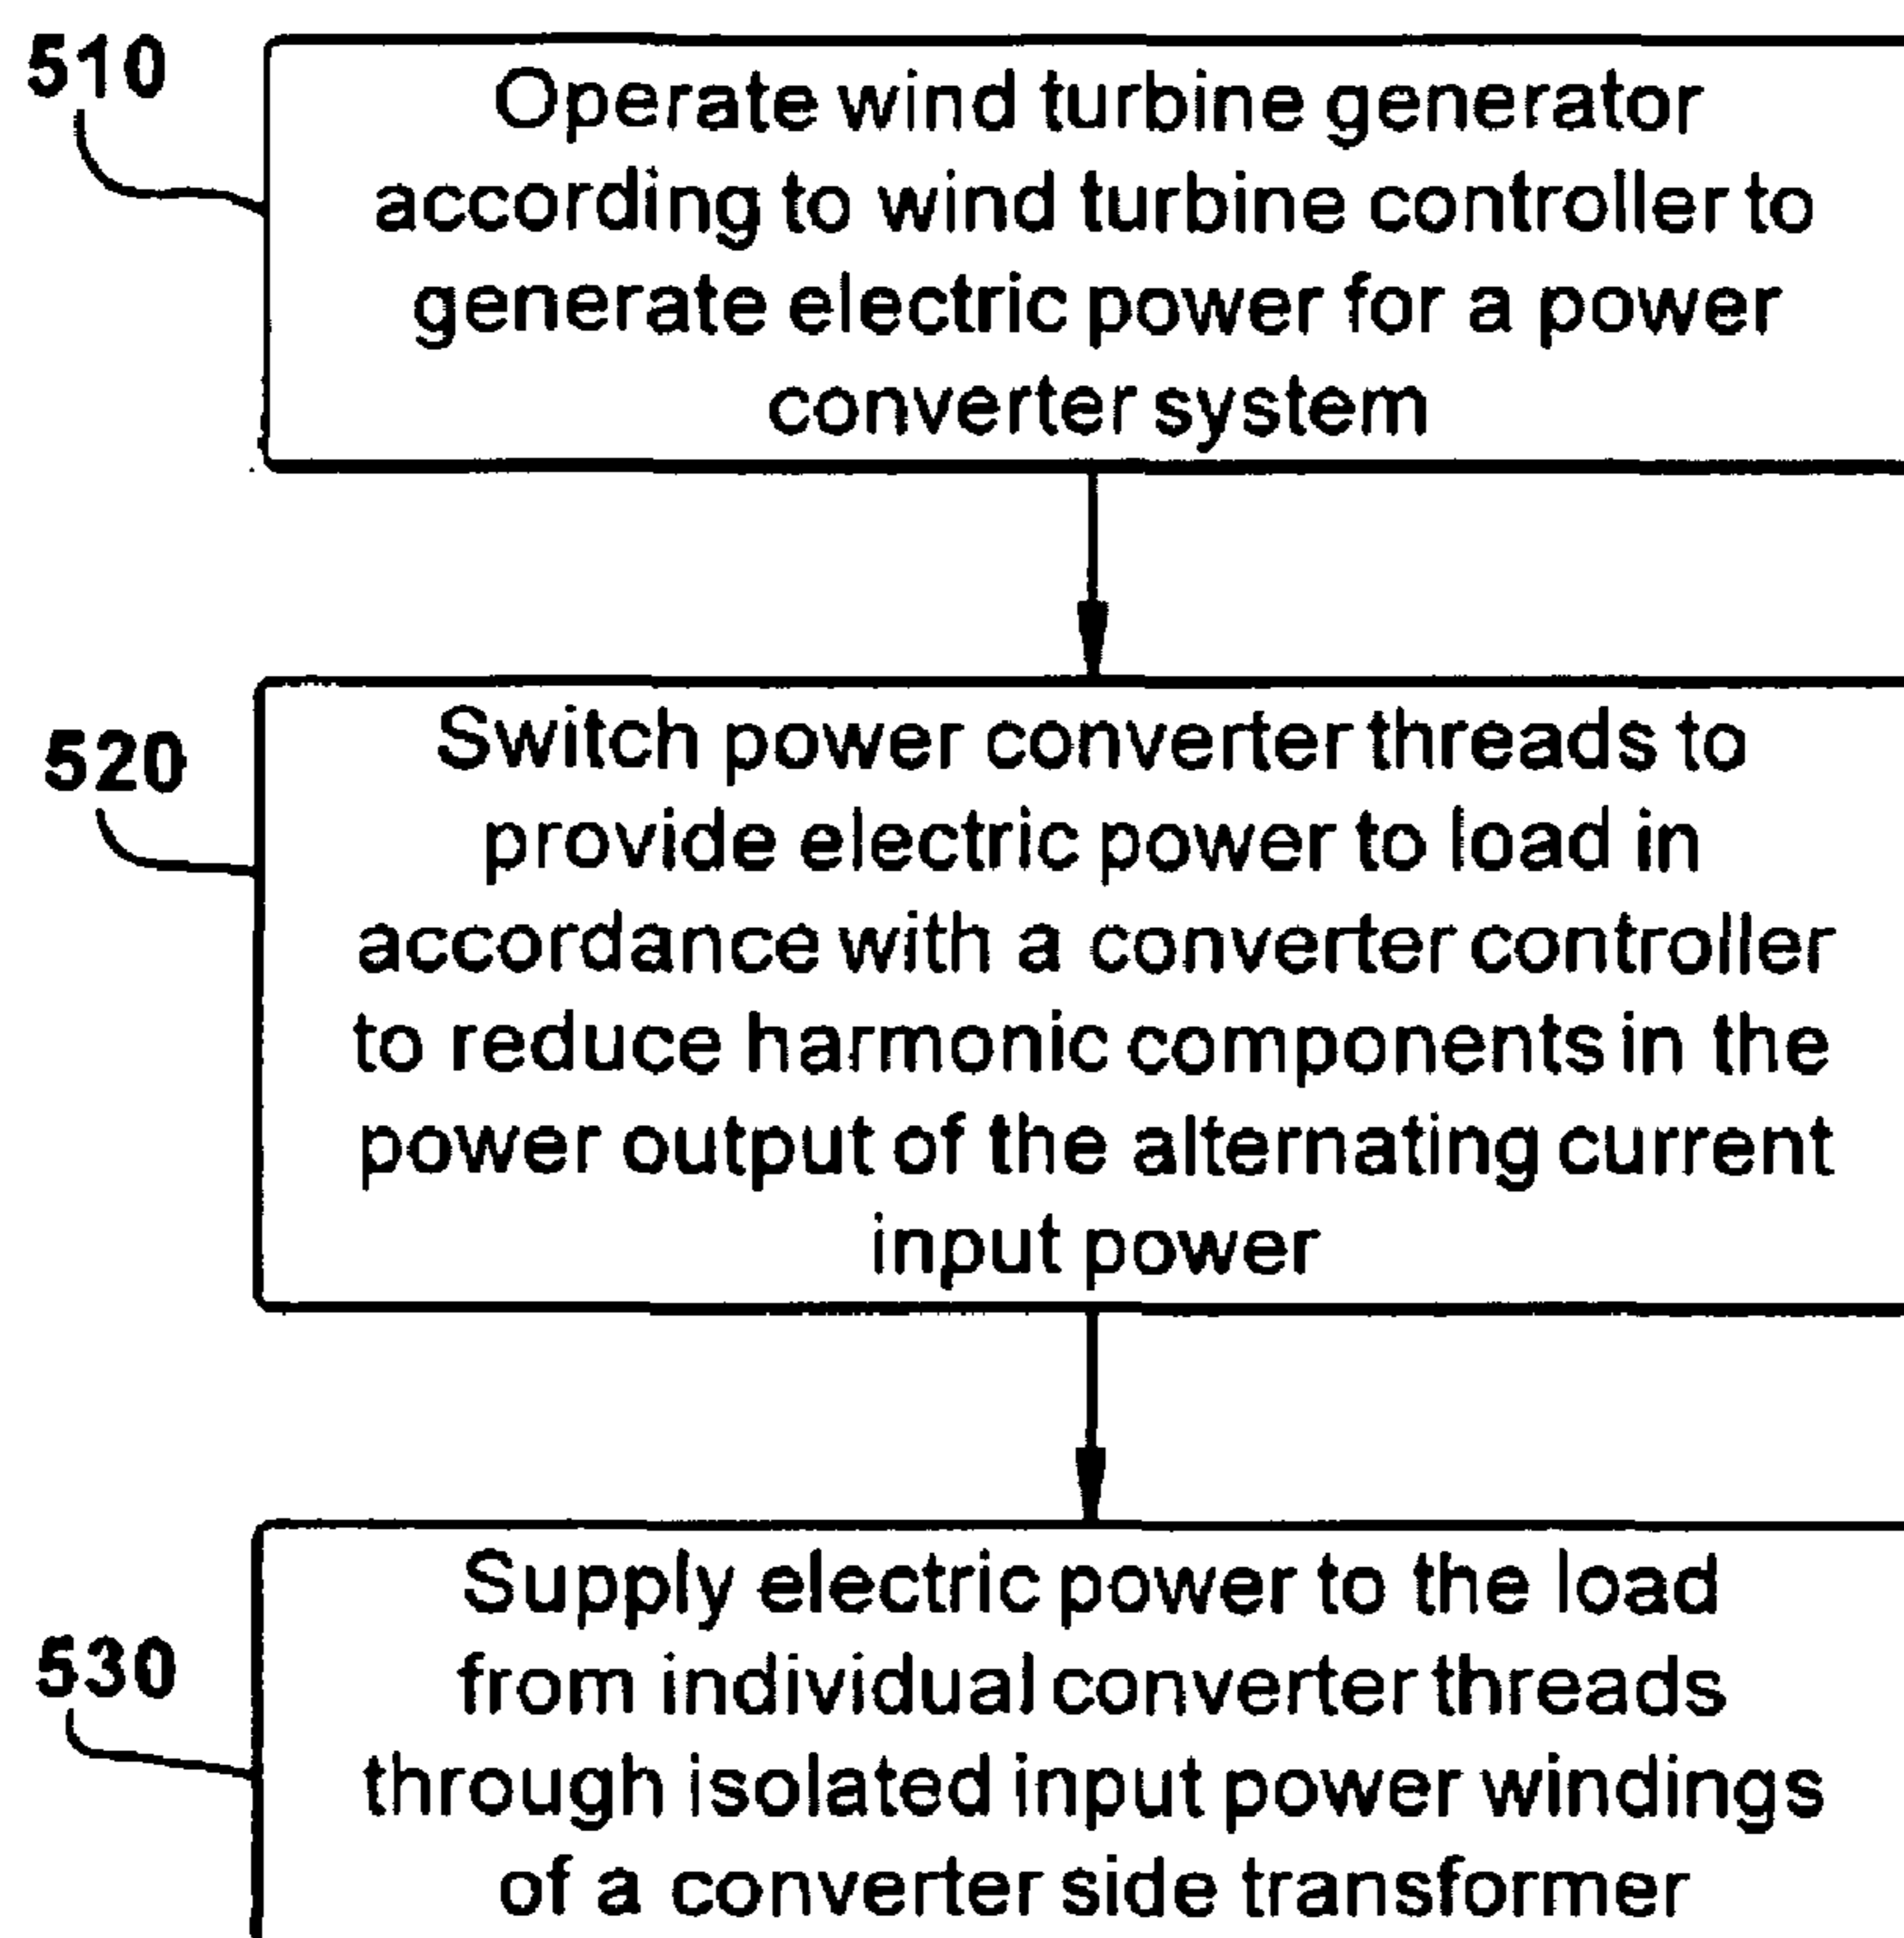 510
Operate wind turbine generator
according to wind turbine controller to
generate electric power for a power
converter system
520
Switch power converter threads to
provide electric power to load in
accordance with a converter controller
to reduce harmonic components in the
power output of the alternating current
input power
530
Supply electric power to the load
from individual converter threads
through isolated input power windings
of a converter side transformer